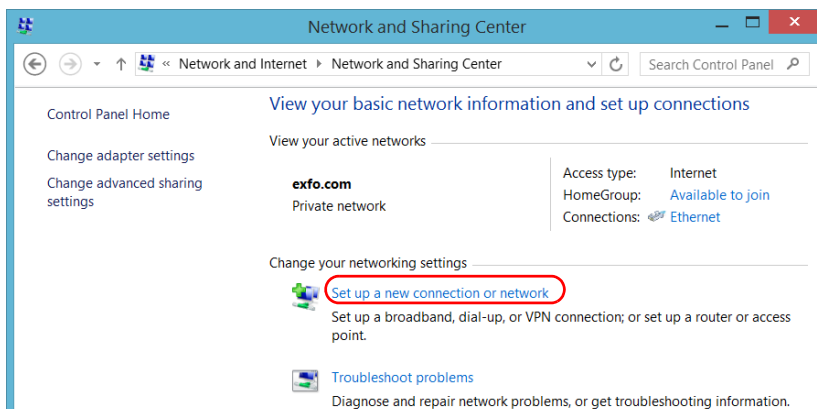 Network and Sharing Center
« Network and Internet Network and Sharing Center
Search Control Panel
Control Panel Home
Change adapter settings
Change advanced sharing
settings
View your basic network information and set up connections
View your active networks
exfo.com
Private network
Access type: Internet
HomeGroup: Available to join
Connections: Ethernet
Change your networking settings
Set up a new connection or network
Set up a broadband, dial-up, or VPN connection; or set up a router or access
point.
Troubleshoot problems
Diagnose and repair network problems, or get troubleshooting information.